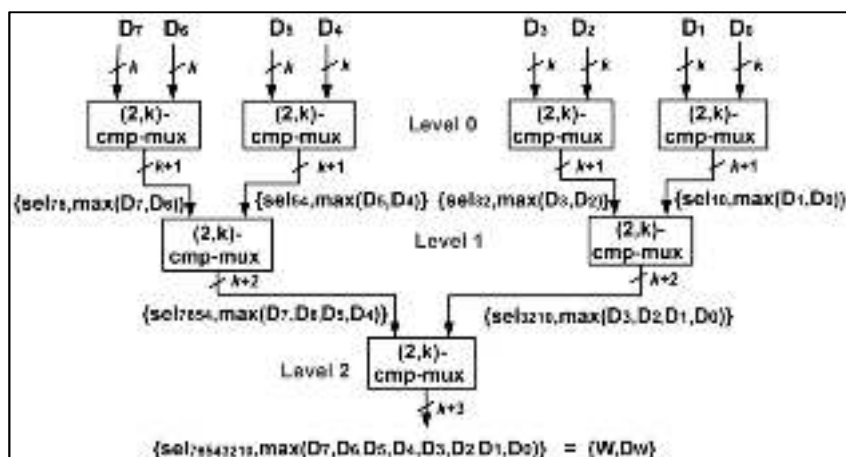 D7 D6 D5 D4 D3 D2 D1 D0
k k k k k k k k
(2,k)- (2,k)- (2,k)- (2,k)-
cmp-mux cmp-mux Level 0 cmp-mux cmp-mux
k+1 k+1 k+1 k+1
{sel76,max(D7,D6)} {sel54,max(D5,D4)} {sel32,max(D3,D2)} {sel10,max(D1,D0)}
(2,k)- Level 1 (2,k)-
cmp-mux cmp-mux
k+2 k+2
{sel7654,max(D7,D6,D5,D4)} {sel3210,max(D3,D2,D1,D0)}
(2,k)-
Level 2 cmp-mux
k+3
{sel76543210,max(D7,D6,D5,D4,D3,D2,D1,D0)} = {W,Dw}